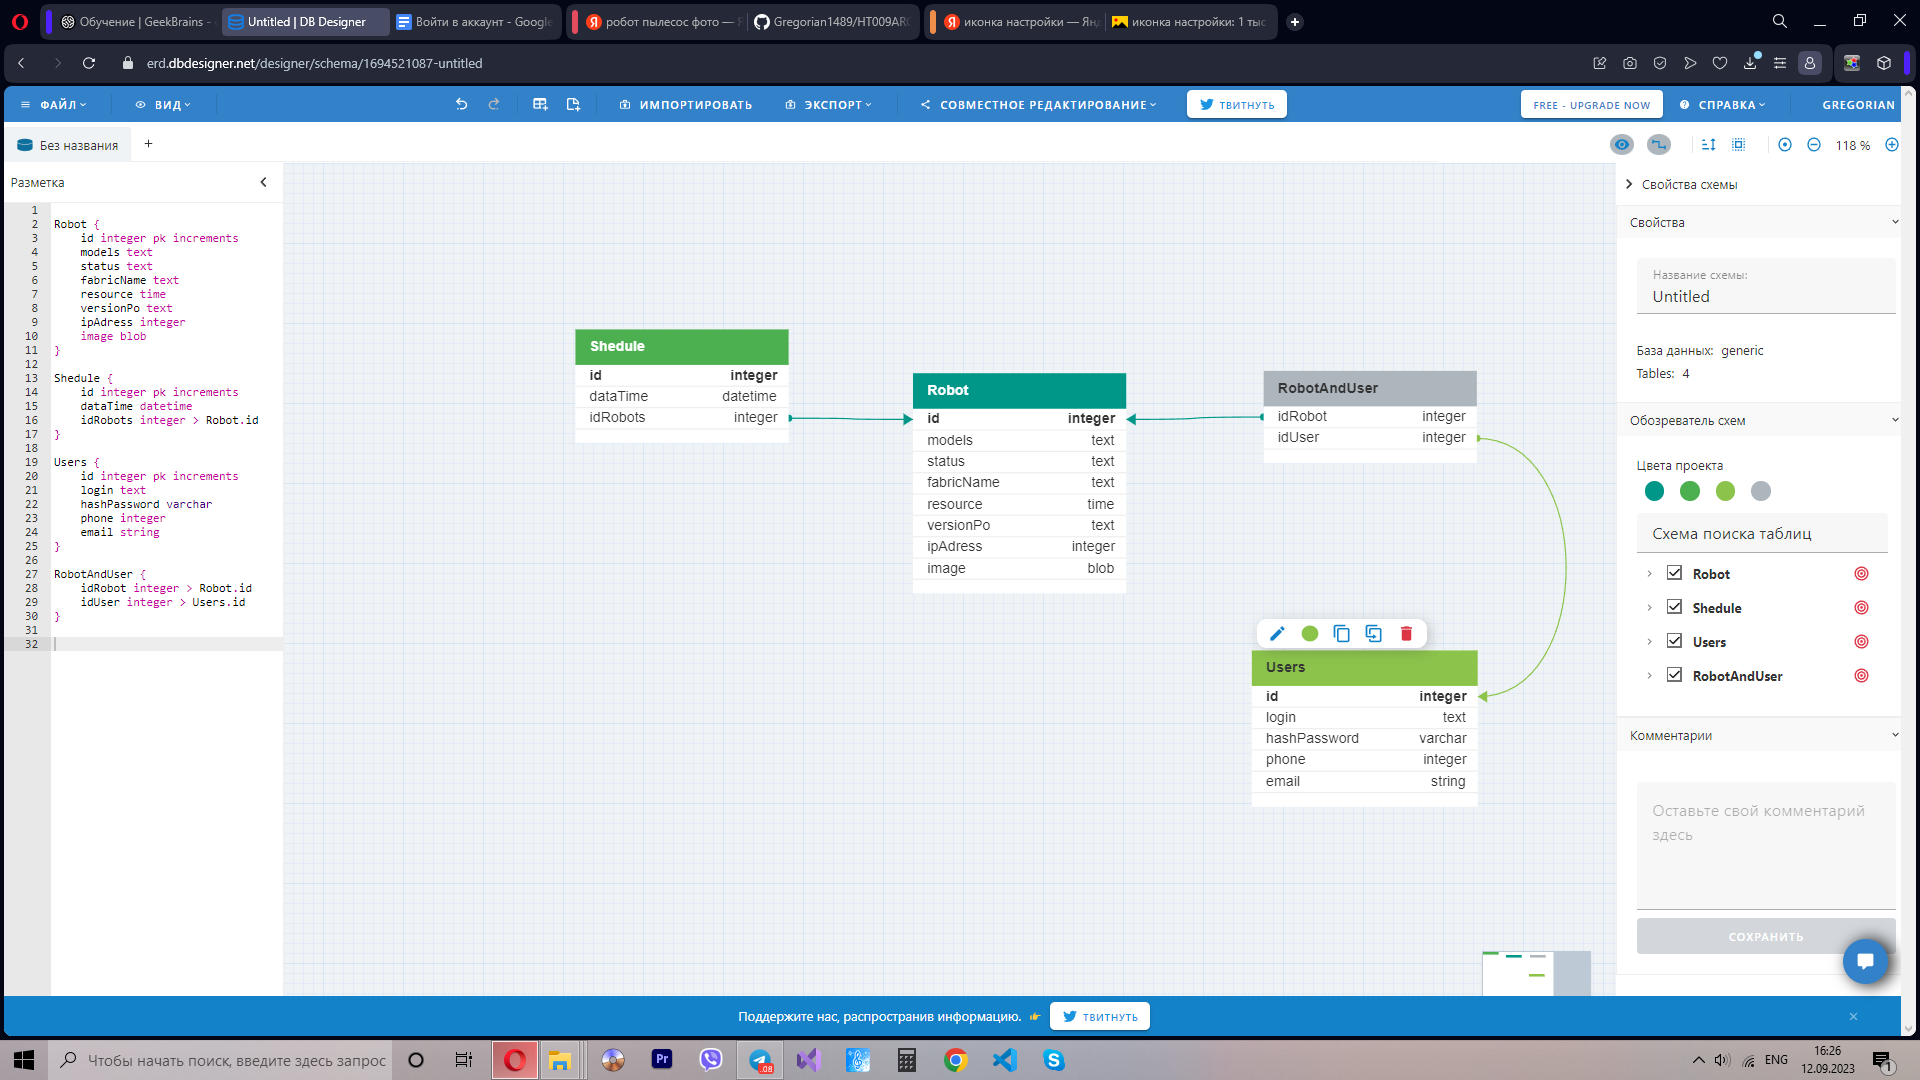 Обучение | GeekBrains -
Untitled | DB Designer
Войти в аккаунт - Google
робот пылесос фото —
Gregorian1489/HT009ARC
иконка настройки — Янд
иконка настройки: 1 тыс
erd.dbdesigner.net/designer/schema/1694521087-untitled
ФАЙЛ
ВИД
ИМПОРТИРОВАТЬ
ЭКСПОРТ
СОВМЕСТНОЕ РЕДАКТИРОВАНИЕ
ТВИТНУТЬ
FREE - UPGRADE NOW
СПРАВКА
GREGORIAN
Без названия
118 %
Разметка
1
2 Robot {
3 id integer pk increments
4 models text
5 status text
6 fabricName text
7 resource time
8 versionPo text
9 ipAdress integer
10 image blob
11 }
12
13 Shedule {
14 id integer pk increments
15 dataTime datetime
16 idRobots integer > Robot.id
17 }
18
19 Users {
20 id integer pk increments
21 login text
22 hashPassword varchar
23 phone integer
24 email string
25 }
26
27 RobotAndUser {
28 idRobot integer > Robot.id
29 idUser integer > Users.id
30 }
31
32
Shedule
id integer
dataTime datetime
idRobots integer
Robot
id integer
models text
status text
fabricName text
resource time
versionPo text
ipAdress integer
image blob
RobotAndUser
idRobot integer
idUser integer
Users
id integer
login text
hashPassword varchar
phone integer
email string
Свойства схемы
Свойства
Название схемы:
Untitled
База данных: generic
Tables: 4
Обозреватель схем
Цвета проекта
Схема поиска таблиц
Robot
Shedule
Users
RobotAndUser
Комментарии
Оставьте свой комментарий
здесь
СОХРАНИТЬ
Поддержите нас, распространив информацию.
ТВИТНУТЬ
Чтобы начать поиск, введите здесь запрос
Pr
.08
ENG
16:26
12.09.2023
1